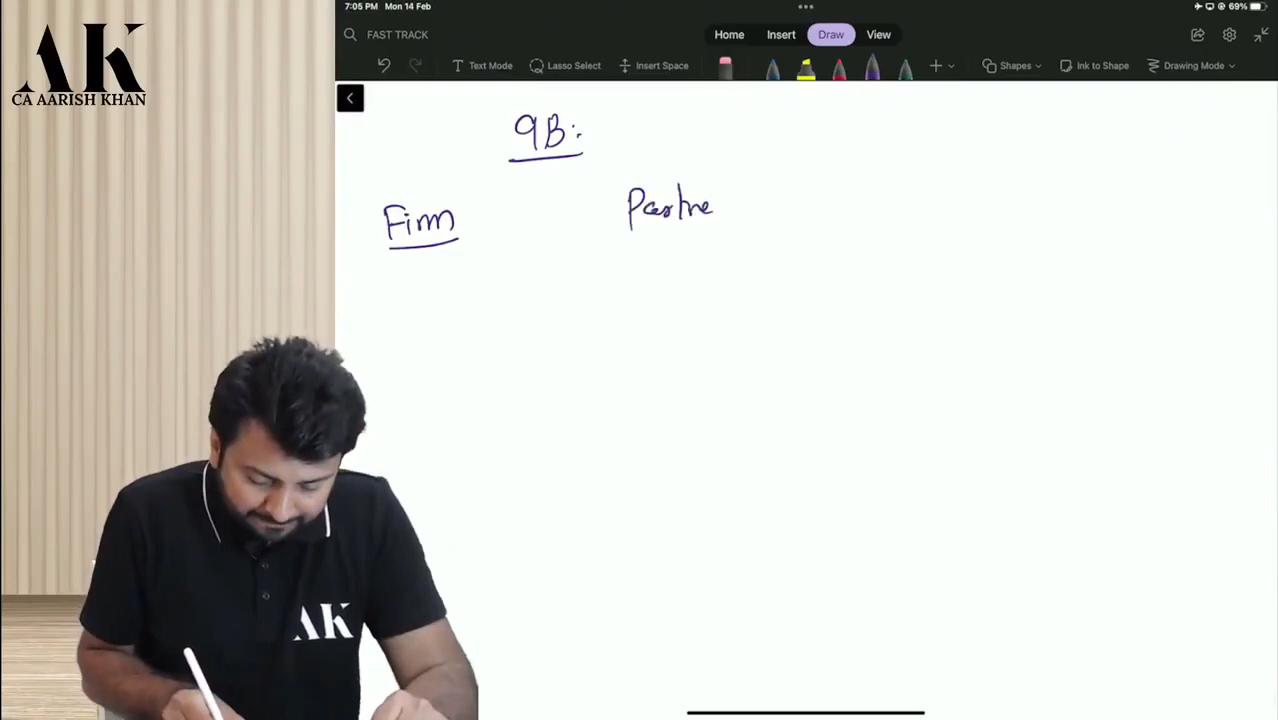 AK
CA AARISH KHAN
7:05 PM Mon 14 Feb
69%
FAST TRACK
Home Insert Draw View
Text Mode Lasso Select Insert Space Shapes Ink to Shape Drawing Mode
9B:
Firm Partne
AK